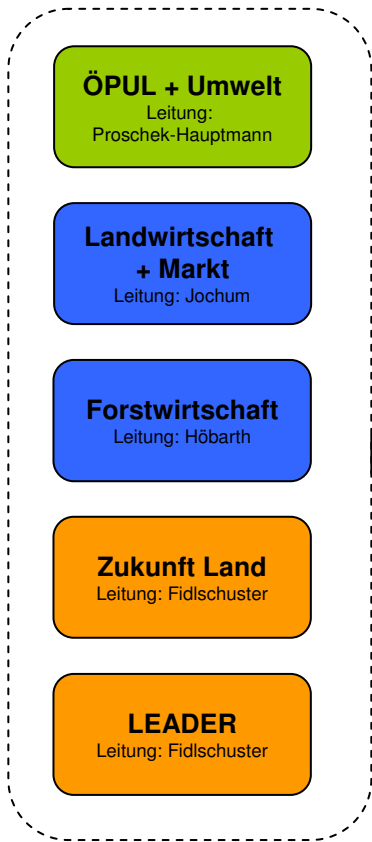 ÖPUL + Umwelt
Leitung:
Proschek-Hauptmann
Landwirtschaft
+ Markt
Leitung: Jochum
Forstwirtschaft
Leitung: Höbarth
Zukunft Land
Leitung: Fidlschuster
LEADER
Leitung: Fidlschuster